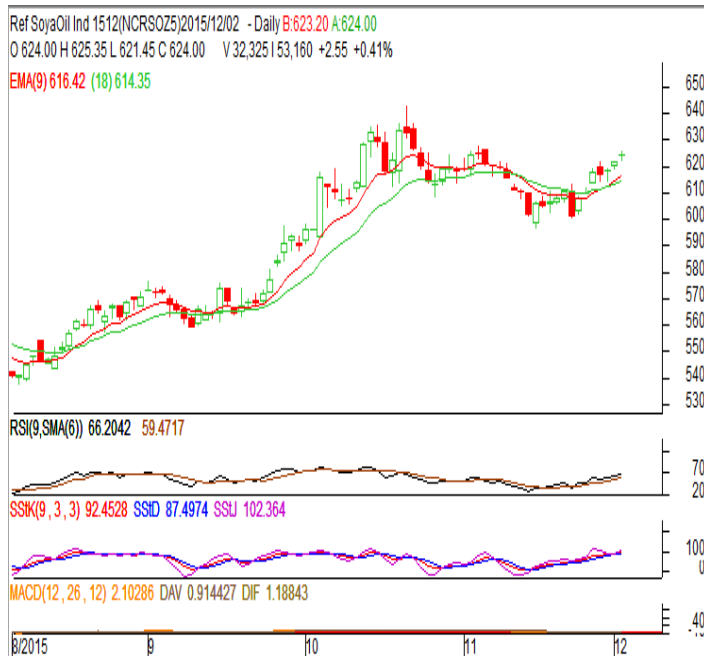 Ref SoyaOil Ind 1512(NCRSOZ5)2015/12/02 - Daily B:623.20 A:624.00
O 624.00 H 625.35 L 621.45 C 624.00 V 32,325 I 53,160 +2.55 +0.41%
EMA(9) 616.42 (18) 614.35
650
640
630
620
610
600
590
580
570
560
550
540
530
RSI(9,SMA(6)) 66.2042 59.4717
70
20
SStK(9,3,3) 92.4528 SStD 87.4974 SStJ 102.364
100
0
MACD(12,26,12) 2.10286 DAV 0.914427 DIF 1.18843
40
8/2015 9 10 11 12